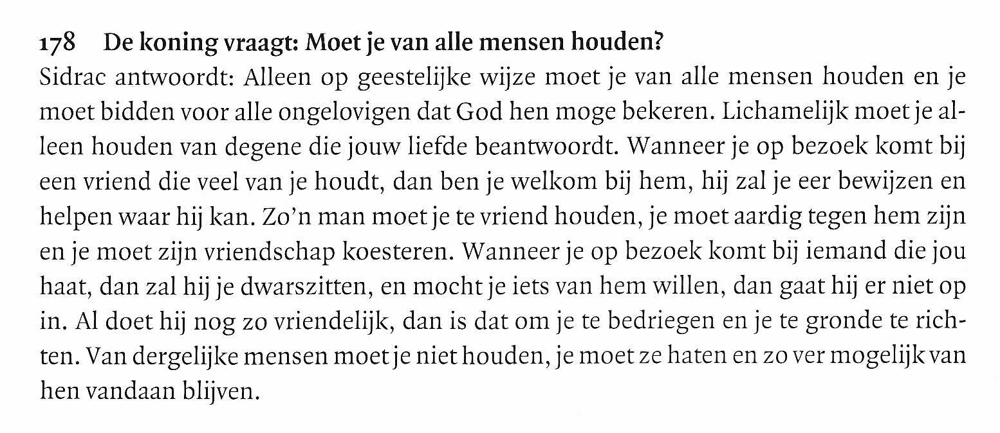 178 De koning vraagt: Moet je van alle mensen houden?
Sidrac antwoordt: Alleen op geestelijke wijze moet je van alle mensen houden en je
moet bidden voor alle ongelovigen dat God hen moge bekeren. Lichamelijk moet je al-
leen houden van degene die jouw liefde beantwoordt. Wanneer je op bezoek komt bij
een vriend die veel van je houdt, dan ben je welkom bij hem, hij zal je eer bewijzen en
helpen waar hij kan. Zo’n man moet je te vriend houden, je moet aardig tegen hem zijn
en je moet zijn vriendschap koesteren. Wanneer je op bezoek komt bij iemand die jou
haat, dan zal hij je dwarszitten, en mocht je iets van hem willen, dan gaat hij er niet op
in. Al doet hij nog zo vriendelijk, dan is dat om je te bedriegen en je te gronde te rich-
ten. Van dergelijke mensen moet je niet houden, je moet ze haten en zo ver mogelijk van
hen vandaan blijven.